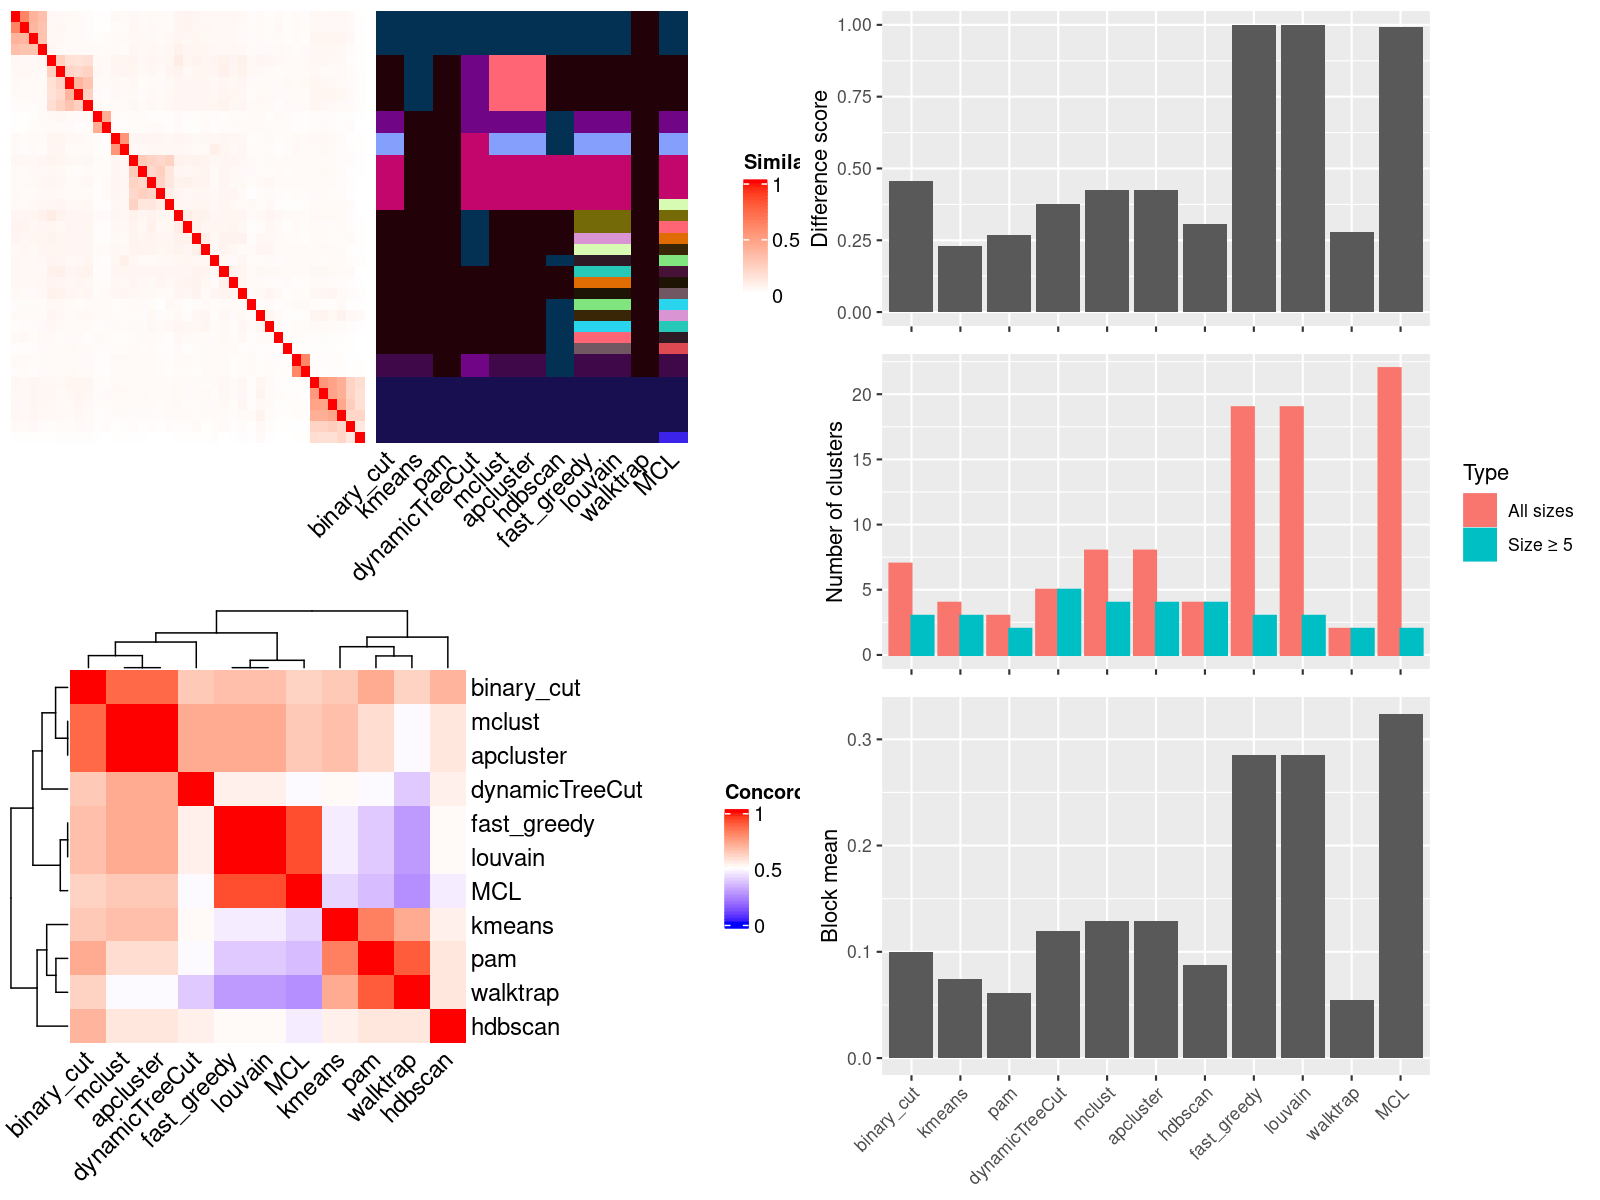 Simila
1
0.5
0
binary_cut
kmeans
pam
dynamicTreeCut
mclust
apcluster
hdbscan
fast_greedy
louvain
walktrap
MCL
binary_cut
mclust
apcluster
dynamicTreeCut
fast_greedy
louvain
MCL
kmeans
pam
walktrap
hdbscan
binary_cut
mclust
apcluster
dynamicTreeCut
fast_greedy
louvain
MCL
kmeans
pam
walktrap
hdbscan
Concord
1
0.5
0
Difference score
1.00
0.75
0.50
0.25
0.00
Number of clusters
20
15
10
5
0
Type
All sizes
Size ≥ 5
Block mean
0.3
0.2
0.1
0.0
binary_cut
kmeans
pam
dynamicTreeCut
mclust
apcluster
hdbscan
fast_greedy
louvain
walktrap
MCL